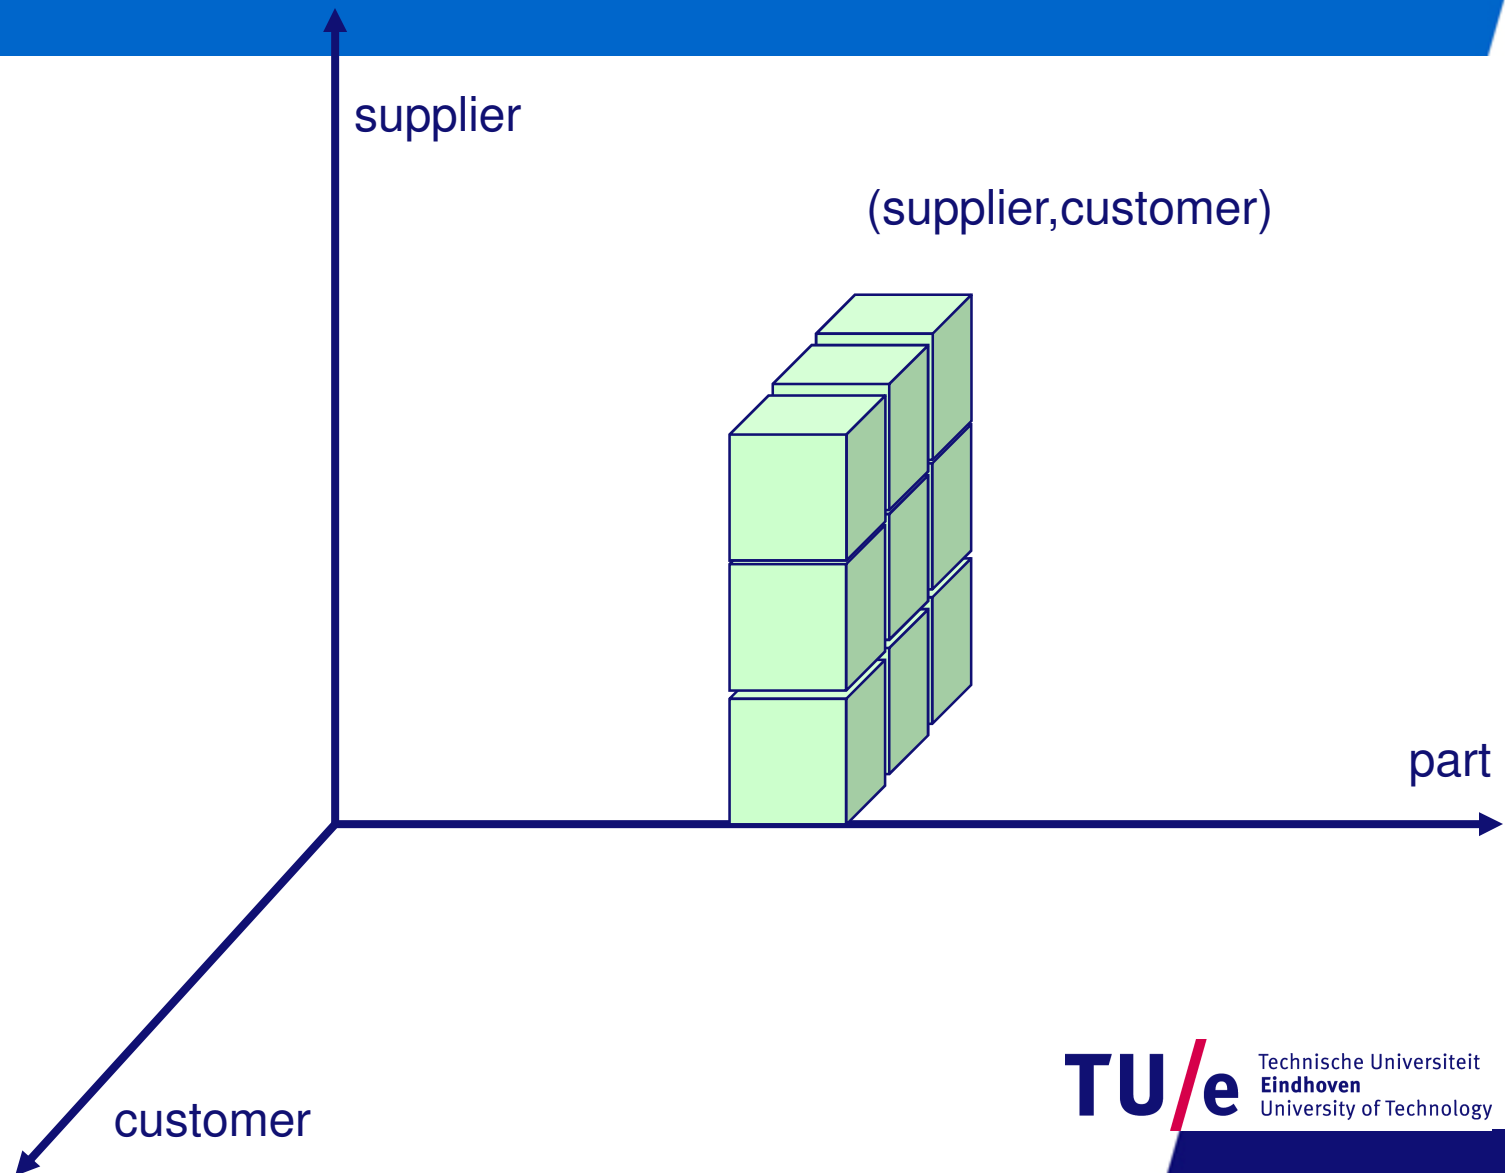 supplier
(supplier,customer)
part
customer
TU/e
Technische Universiteit
Eindhoven
University of Technology